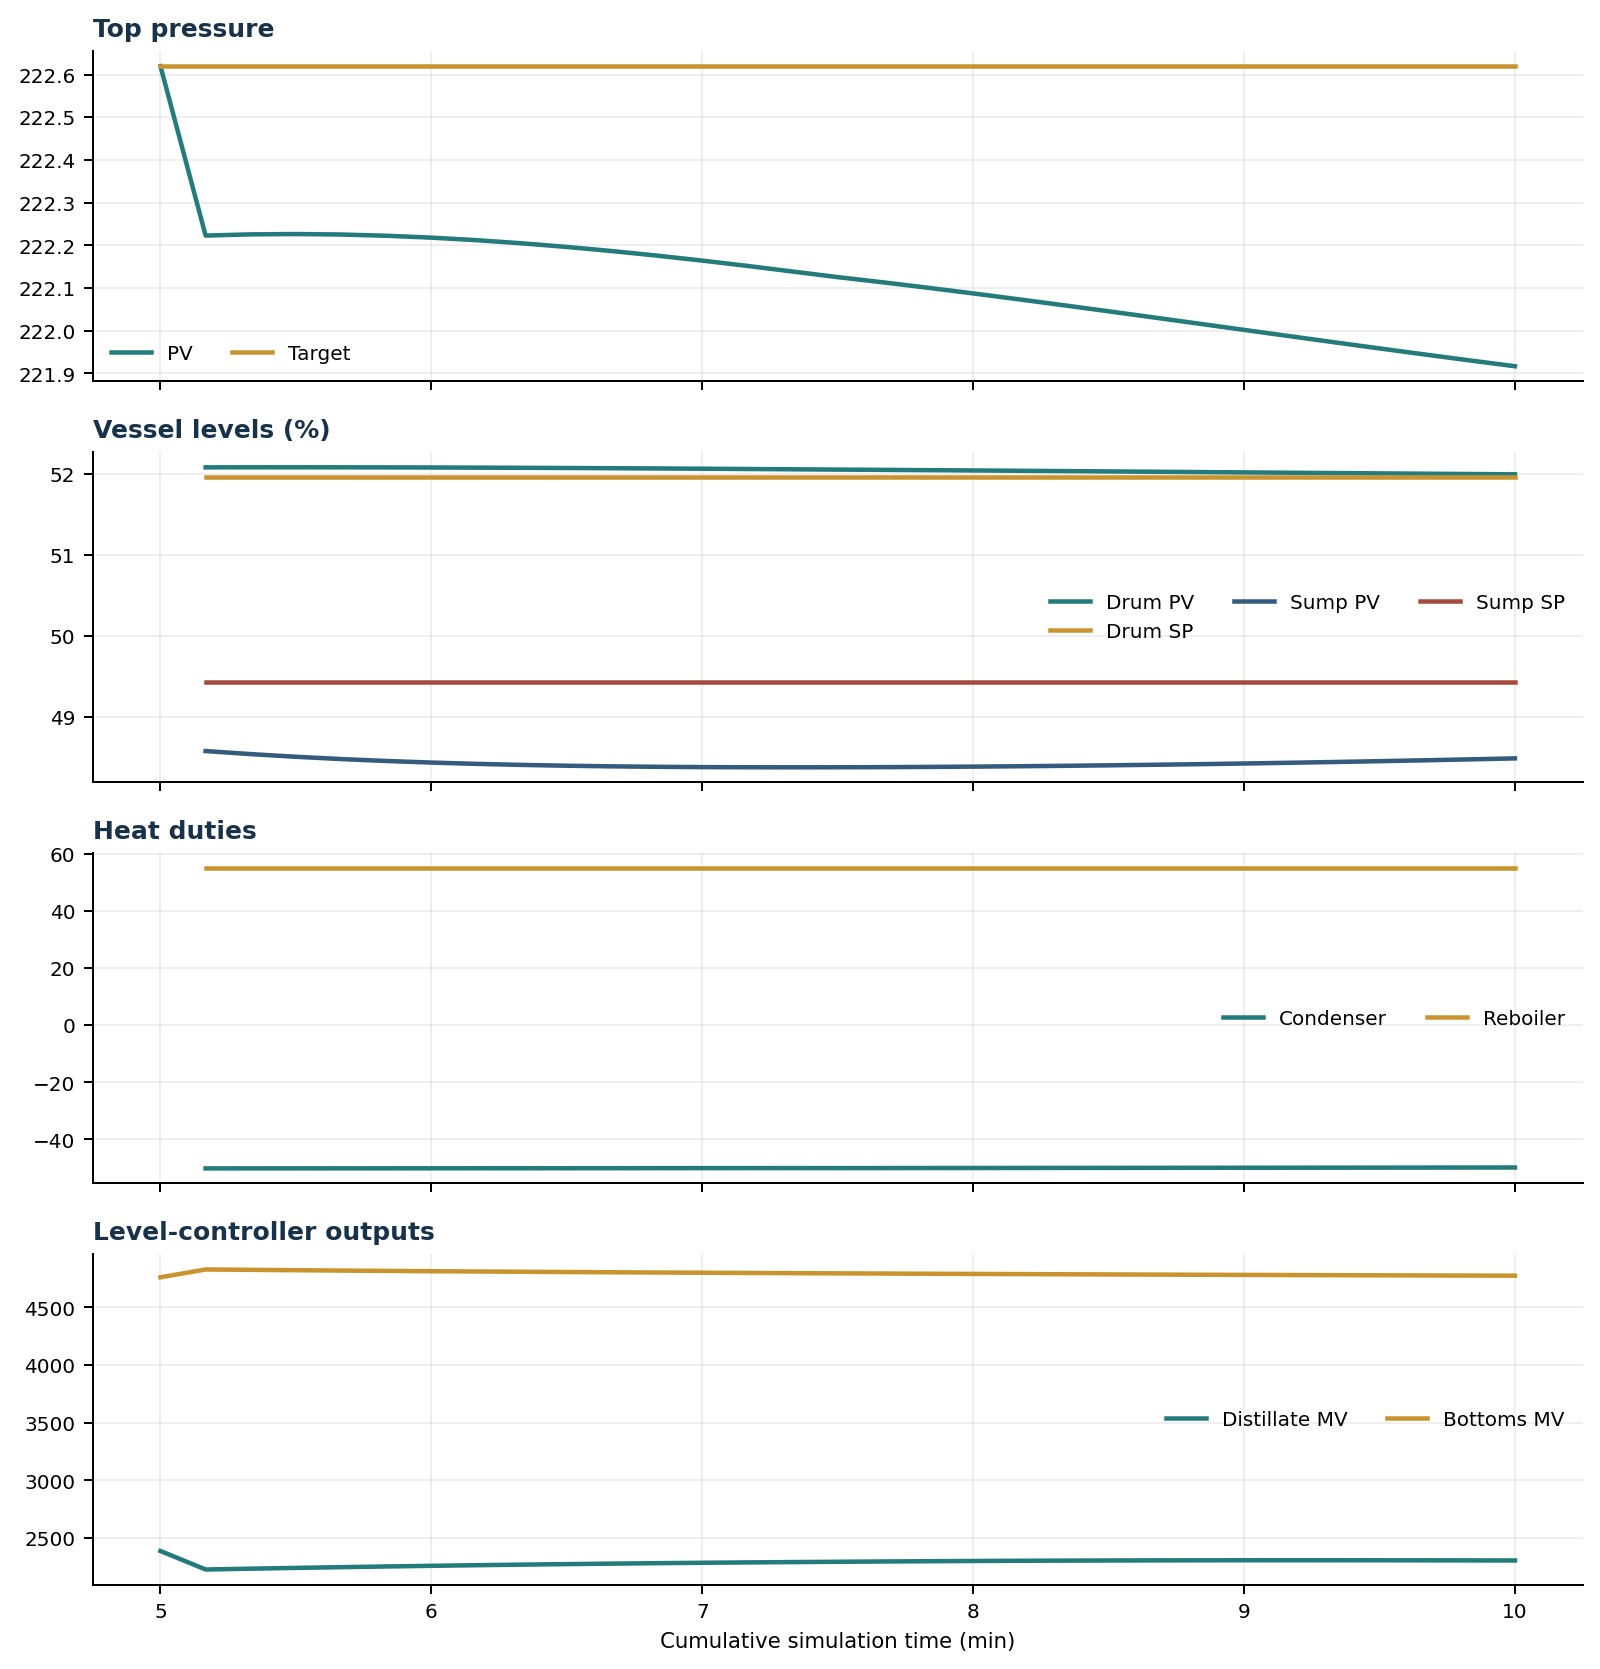 Top pressure
222.6
222.5
222.4
222.3
222.2
222.1
222.0
221.9
PV Target
Vessel levels (%)
52
51
50
49
Drum PV Sump PV Sump SP
Drum SP
Heat duties
60
40
20
0
−20
−40
Condenser Reboiler
Level-controller outputs
4500
4000
3500
3000
2500
Distillate MV Bottoms MV
5 6 7 8 9 10
Cumulative simulation time (min)